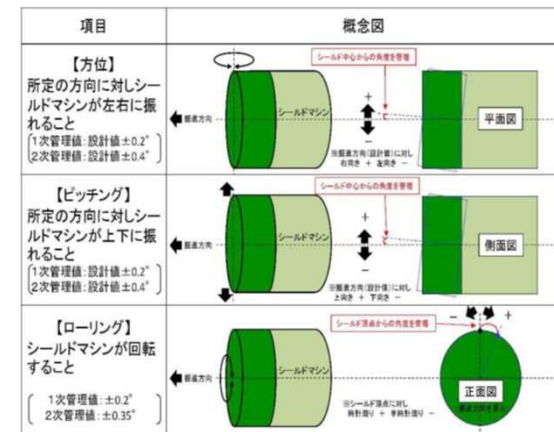 項目
概念図
【方位】
所定の方向に対しシー
ルドマシンが左右に振
れること
1次管理値:設計値±0.2°
2次管理値:設計値±0.4°
掘進方向
シールドマシン
シールド中心からの角度を管理
+
−
※掘進方向(設計値)に対し
右向き + 左向き −
平面図
【ピッチング】
所定の方向に対しシー
ルドマシンが上下に振
れること
1次管理値:設計値±0.2°
2次管理値:設計値±0.4°
掘進方向
シールドマシン
シールド中心からの角度を管理
+
−
※掘進方向(設計値)に対し
上向き + 下向き −
側面図
【ローリング】
シールドマシンが回転
すること
1次管理値:±0.2°
2次管理値:±0.35°
掘進方向
シールドマシン
シールド頂点からの角度を管理
− +
※シールド頂点に対し
時計廻り + 半時計廻り −
正面図